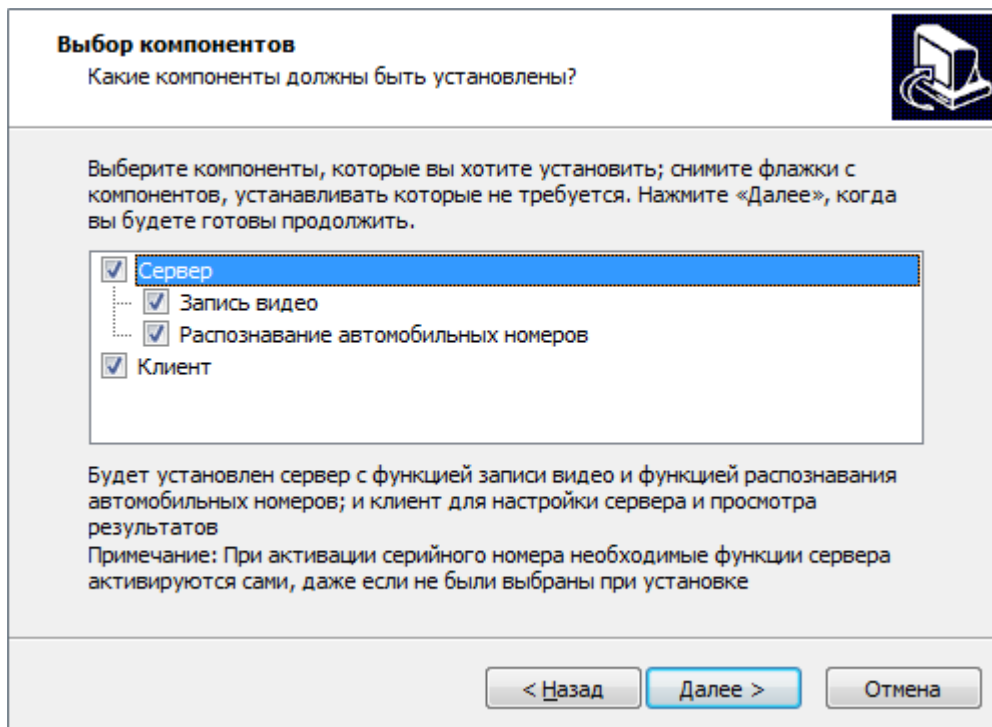 Выбор компонентов
Какие компоненты должны быть установлены?
Выберите компоненты, которые вы хотите установить; снимите флажки с
компонентов, устанавливать которые не требуется. Нажмите «Далее», когда
вы будете готовы продолжить.
Сервер
Запись видео
Распознавание автомобильных номеров
Клиент
Будет установлен сервер с функцией записи видео и функцией распознавания
автомобильных номеров; и клиент для настройки сервера и просмотра
результатов
Примечание: При активации серийного номера необходимые функции сервера
активируются сами, даже если не были выбраны при установке
< Назад
Далее >
Отмена